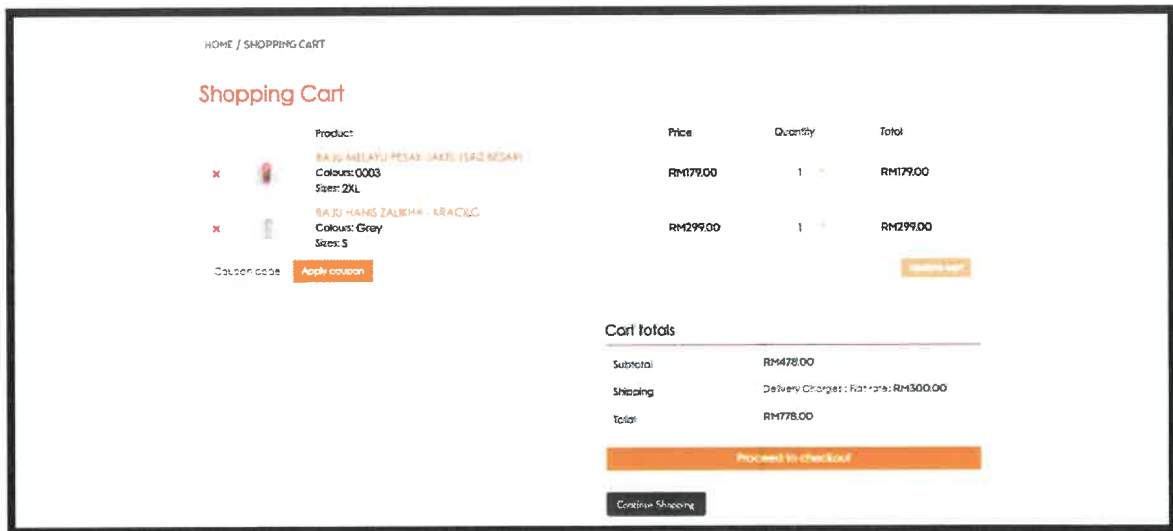 HOME / SHOPPING CART
Shopping Cart
Product Price Quantity Total
BAJU MELAYU PESAK (SAIZ BESAR)
× Colours: 0003 RM179.00 1 + RM179.00
Sizes: 2XL
BAJU HANIS ZALIKHA -
× Colours: Grey RM299.00 1 + RM299.00
Sizes: S
Coupon code Apply coupon Update cart
Cart totals
Subtotal RM478.00
Shipping Delivery Charges : Flat rate: RM300.00
Total RM778.00
Proceed to checkout
Continue Shopping